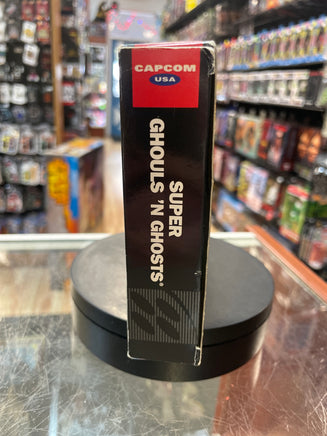 CAPCOM
USA
SUPER
GHOULS 'N GHOSTS®